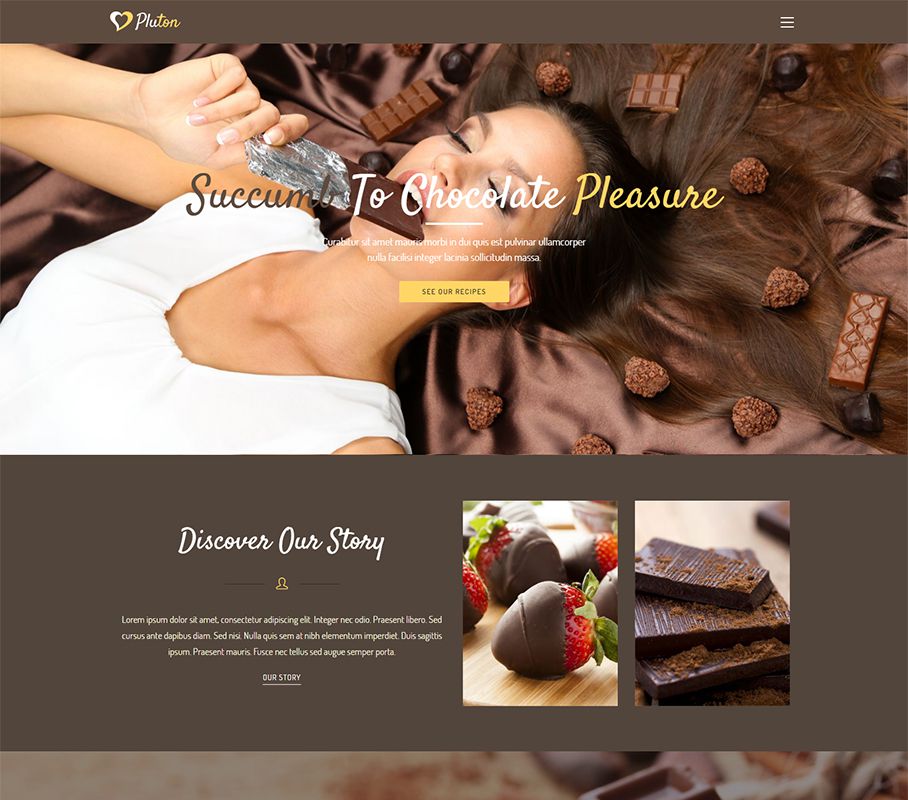 Pluton
Succumb To Chocolate Pleasure
Curabitur sit amet mauris morbi in dui quis est pulvinar ullamcorper
nulla facilisi integer lacinia sollicitudin massa.
SEE OUR RECIPES
Discover Our Story
Lorem ipsum dolor sit amet, consectetur adipiscing elit. Integer nec odio. Praesent libero. Sed
cursus ante dapibus diam. Sed nisi. Nulla quis sem at nibh elementum imperdiet. Duis sagittis
ipsum. Praesent mauris. Fusce nec tellus sed augue semper porta.
OUR STORY